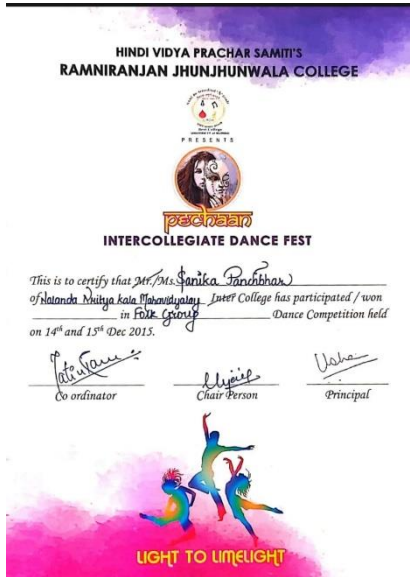 HINDI VIDYA PRACHAR SAMITI'S
RAMNIRANJAN JHUNJHUNWALA COLLEGE
PRESENTS
pechaan
INTERCOLLEGIATE DANCE FEST
This is to certify that Mr./Ms. Sanika Panchbhai
of Nalanda Nritya kala Mahavidyalay Inter College has participated / won
in Folk Group Dance Competition held
on 14th and 15th Dec 2015.
Co ordinator
Chair Person
Principal
LIGHT TO LIMELIGHT